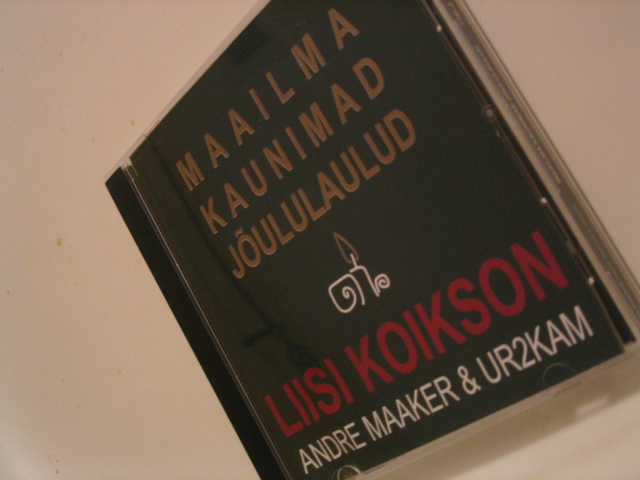 MAAILMA
KAUNIMAD
JÕULULAULUD
LIISI KOIKSON
ANDRE MAAKER & UR2KAM